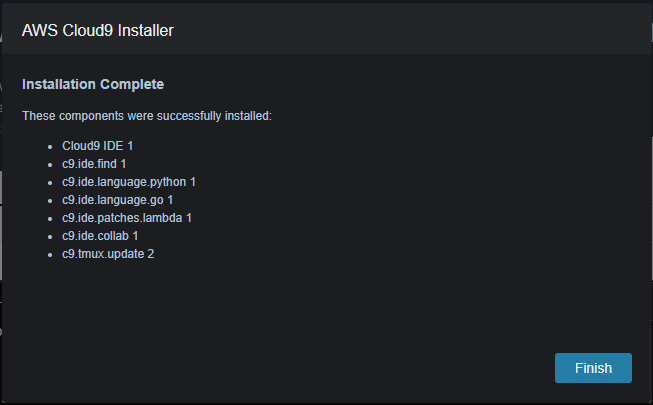 AWS Cloud9 Installer
Installation Complete
These components were successfully installed:
Cloud9 IDE 1
c9.ide.find 1
c9.ide.language.python 1
c9.ide.language.go 1
c9.ide.patches.lambda 1
c9.ide.collab 1
c9.tmux.update 2
Finish